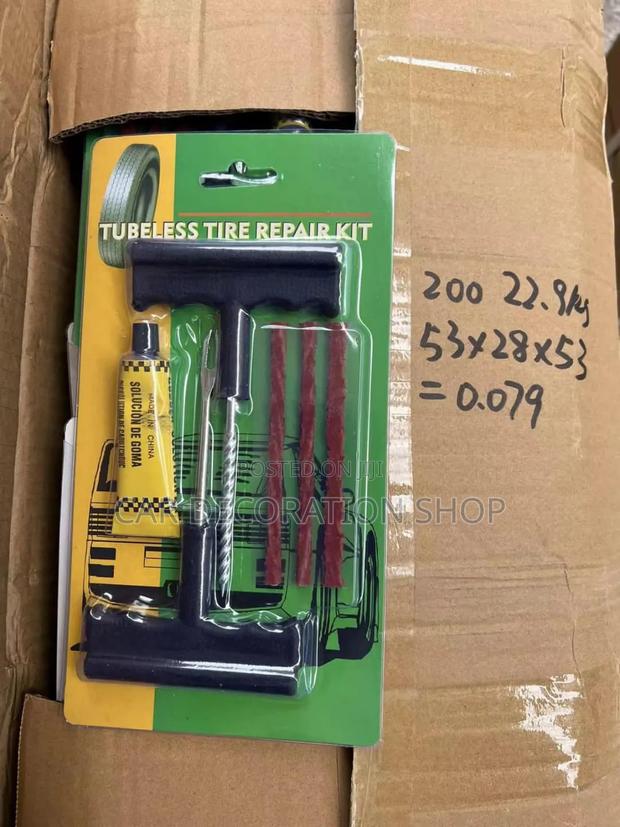 TUBELESS TIRE REPAIR KIT
200 22.9kg
53x28x53
= 0.079
MADE IN CHINA
SOLUCIÓN DE GOMA
POSTED ON JIJI
CAR DECORATION SHOP